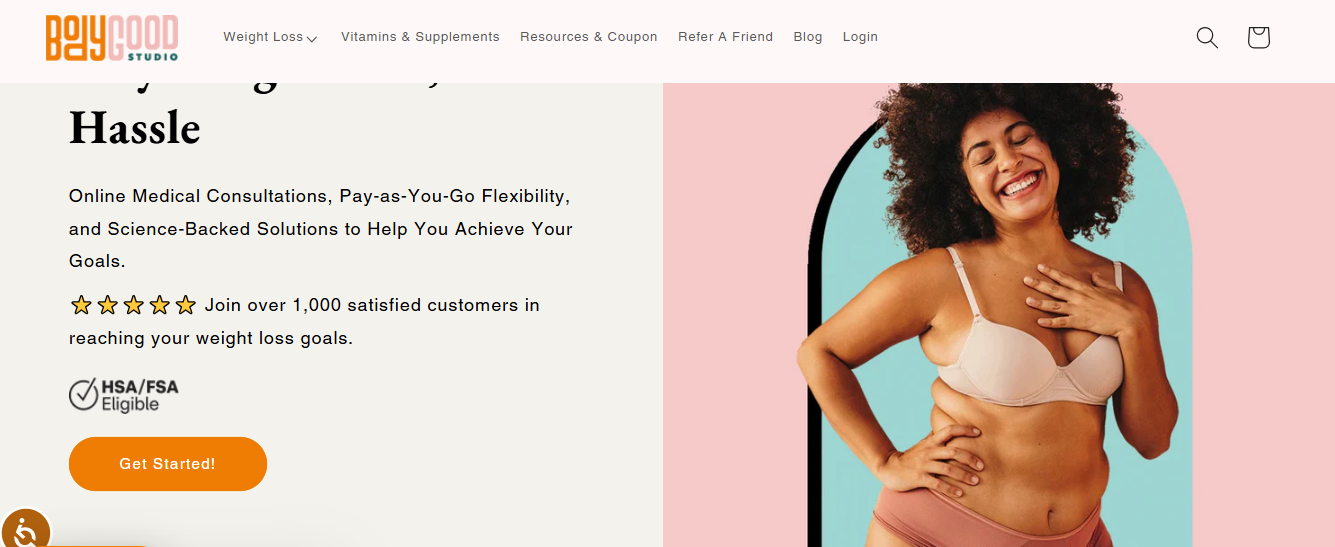 BODYGOOD
STUDIO
Weight Loss
Vitamins & Supplements
Resources & Coupon
Refer A Friend
Blog
Login
Hassle
Online Medical Consultations, Pay-as-You-Go Flexibility,
and Science-Backed Solutions to Help You Achieve Your
Goals.
Join over 1,000 satisfied customers in
reaching your weight loss goals.
HSA/FSA
Eligible
Get Started!